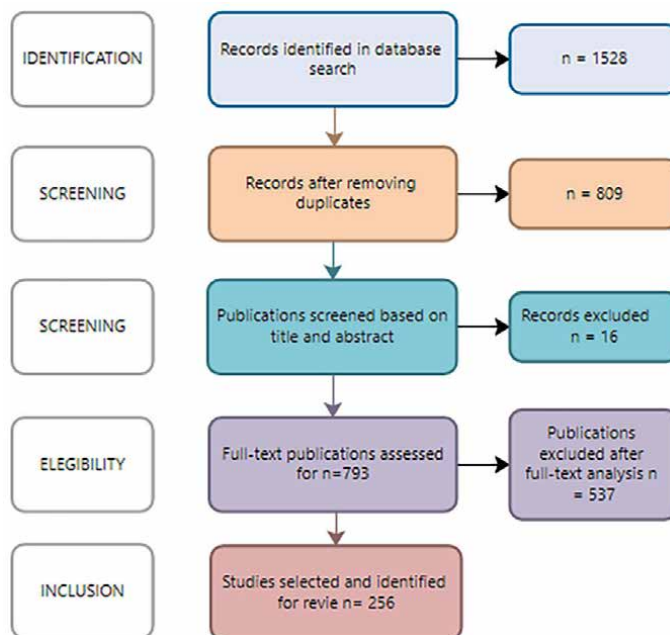 IDENTIFICATION
Records identified in database
search
n = 1528
SCREENING
Records after removing
duplicates
n = 809
SCREENING
Publications screened based on
title and abstract
Records excluded
n = 16
ELEGIBILITY
Full-text publications assessed
for n=793
Publications
excluded after
full-text analysis n
= 537
INCLUSION
Studies selected and identified
for revie n= 256